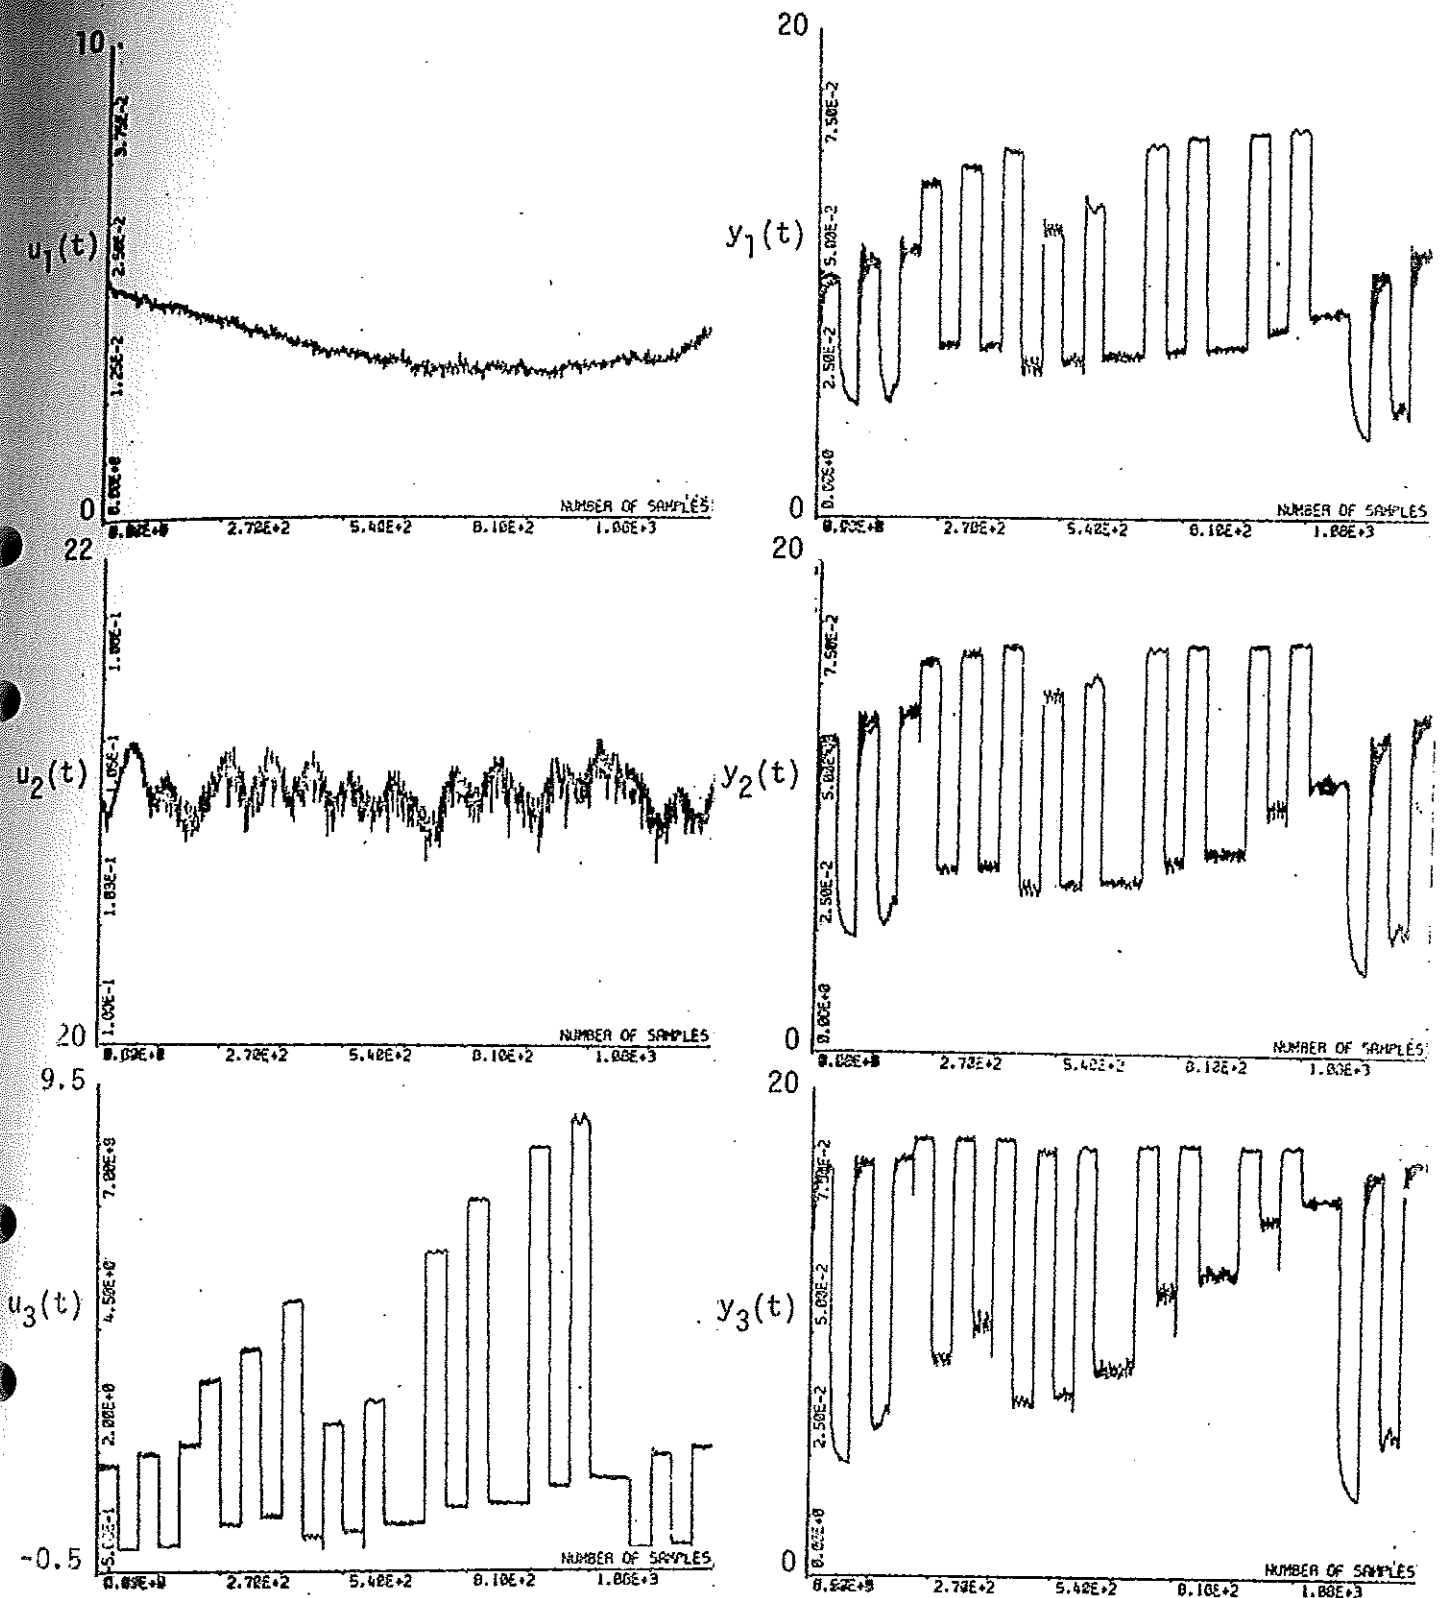 10
3.75E-2
2.50E-2
u1(t)
1.25E-2
0.00E+0
0
NUMBER OF SAMPLES
0.00E+0 2.70E+2 5.40E+2 8.10E+2 1.08E+3
20
7.50E-2
5.00E-2
y1(t)
2.50E-2
0.00E+0
0
NUMBER OF SAMPLES
0.00E+0 2.70E+2 5.40E+2 8.10E+2 1.08E+3
22
1.08E-1
1.05E-1
u2(t)
1.03E-1
1.00E-1
20
NUMBER OF SAMPLES
0.00E+0 2.70E+2 5.40E+2 8.10E+2 1.08E+3
20
7.50E-2
5.00E-2
y2(t)
2.50E-2
0.00E+0
0
NUMBER OF SAMPLES
0.00E+0 2.70E+2 5.40E+2 8.10E+2 1.08E+3
9.5
7.00E+0
4.50E+0
u3(t)
2.00E+0
-5.00E-1
-0.5
NUMBER OF SAMPLES
0.00E+0 2.70E+2 5.40E+2 8.10E+2 1.08E+3
20
7.50E-2
5.00E-2
y3(t)
2.50E-2
0.00E+0
0
NUMBER OF SAMPLES
0.00E+0 2.70E+2 5.40E+2 8.10E+2 1.08E+3